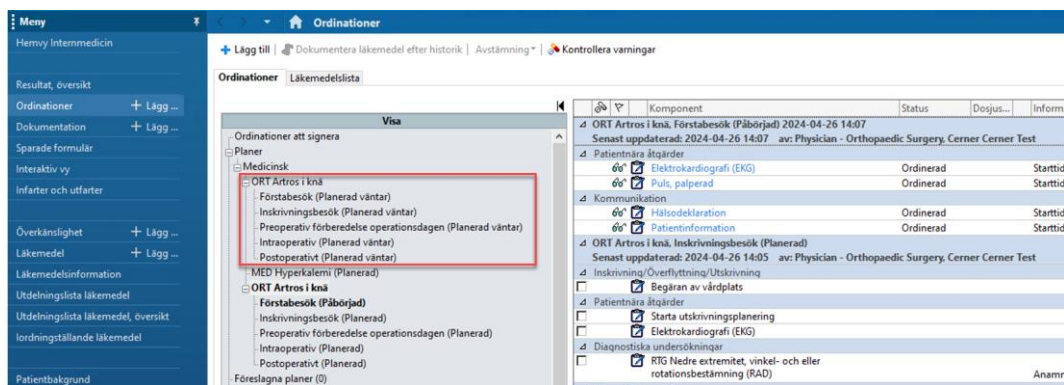 Meny
Ordinationer
Hemvy Internmedicin
Resultat, översikt
Ordinationer + Lägg ...
Dokumentation + Lägg ...
Sparade formulär
Interaktiv vy
Infarter och utfarter
Överkänslighet + Lägg ...
Läkemedel + Lägg ...
Läkemedelsinformation
Utdelningslista läkemedel
Utdelningslista läkemedel, översikt
Iordningställande läkemedel
Patientbakgrund
+ Lägg till | Dokumentera läkemedel efter historik | Avstämning | Kontrollera varningar
Ordinationer Läkemedelslista
Visa
Ordinationer att signera
Planer
Medicinsk
ORT Artros i knä
Förstabesök (Planerad väntar)
Inskrivningsbesök (Planerad väntar)
Preoperativ förberedelse operationsdagen (Planerad väntar)
Intraoperativ (Planerad väntar)
Postoperativt (Planerad väntar)
MED Hyperkalemi (Planerad)
ORT Artros i knä
Förstabesök (Påbörjad)
Inskrivningsbesök (Planerad)
Preoperativ förberedelse operationsdagen (Planerad)
Intraoperativ (Planerad)
Postoperativt (Planerad)
Föreslagna planer (0)
Komponent Status Dosjus... Inform
ORT Artros i knä, Förstabesök (Påbörjad) 2024-04-26 14:07
Senast uppdaterad: 2024-04-26 14:07 av: Physician - Orthopaedic Surgery, Cerner Cerner Test
Patientnära åtgärder
Elektrokardiografi (EKG) Ordinerad Starttid
Puls, palperad Ordinerad Starttid
Kommunikation
Hälsodeklaration Ordinerad Starttid
Patientinformation Ordinerad Starttid
ORT Artros i knä, Inskrivningsbesök (Planerad)
Senast uppdaterad: 2024-04-26 14:05 av: Physician - Orthopaedic Surgery, Cerner Cerner Test
Inskrivning/Överflyttning/Utskrivning
Begäran av vårdplats
Patientnära åtgärder
Starta utskrivningsplanering
Elektrokardiografi (EKG)
Diagnostiska undersökningar
RTG Nedre extremitet, vinkel- och eller
rotationsbestämning (RAD) Anamn